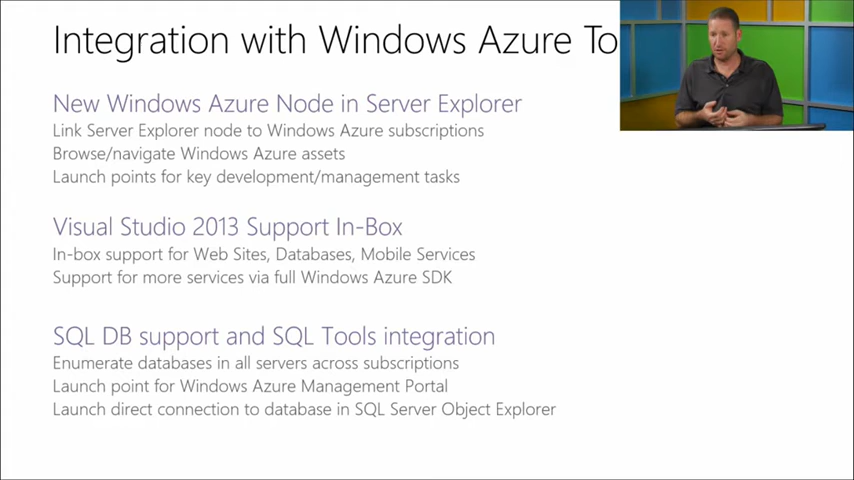 Integration with Windows Azure To
New Windows Azure Node in Server Explorer
Link Server Explorer node to Windows Azure subscriptions
Browse/navigate Windows Azure assets
Launch points for key development/management tasks
Visual Studio 2013 Support In-Box
In-box support for Web Sites, Databases, Mobile Services
Support for more services via full Windows Azure SDK
SQL DB support and SQL Tools integration
Enumerate databases in all servers across subscriptions
Launch point for Windows Azure Management Portal
Launch direct connection to database in SQL Server Object Explorer